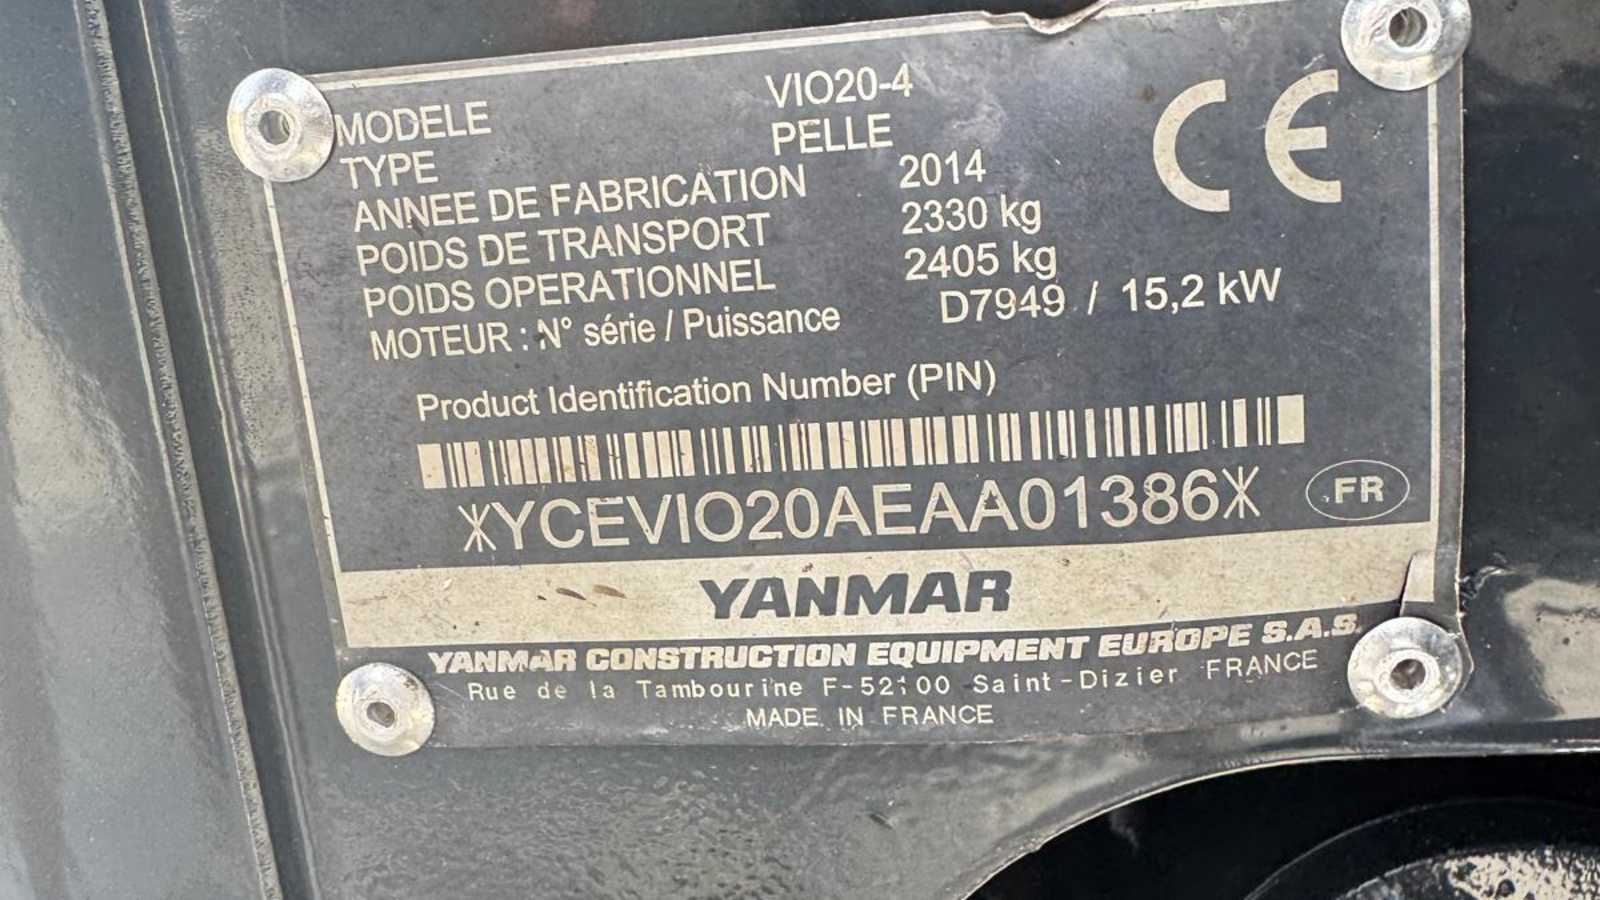 MODELE VIO20-4
TYPE PELLE
ANNEE DE FABRICATION 2014
POIDS DE TRANSPORT 2330 kg
POIDS OPERATIONNEL 2405 kg
MOTEUR : N° série / Puissance D7949 / 15,2 kW
CE
Product Identification Number (PIN)
*YCEVIO20AEAA01386*
FR
YANMAR
YANMAR CONSTRUCTION EQUIPMENT EUROPE S.A.S.
Rue de la Tambourine F-52100 Saint-Dizier FRANCE
MADE IN FRANCE